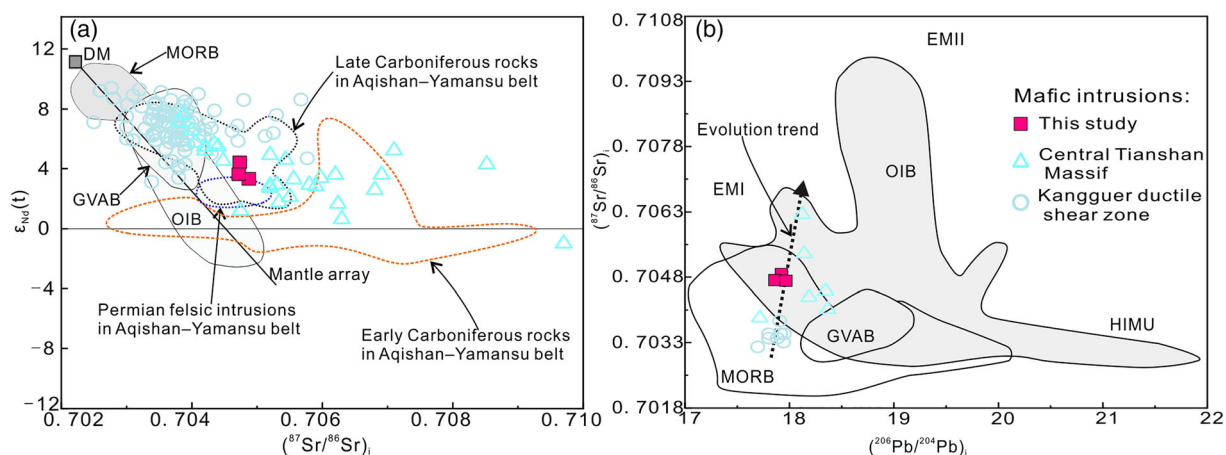 (a)
12
8
4
0
−4
−8
−12
εNd(t)
DM
MORB
Late Carboniferous rocks
in Aqishan–Yamansu belt
GVAB
OIB
Mantle array
Permian felsic intrusions
in Aqishan–Yamansu belt
Early Carboniferous rocks
in Aqishan–Yamansu belt
0. 702
0. 704
0. 706
0. 708
0. 710
(87Sr/86Sr)i
(b)
0. 7108
0. 7093
0. 7078
0. 7063
0. 7048
0. 7033
0. 7018
(87Sr/86Sr)i
EMII
Evolution trend
EMI
OIB
GVAB
MORB
HIMU
Mafic intrusions:
This study
Central Tianshan
Massif
Kangguer ductile
shear zone
17
18
19
20
21
22
(206Pb/204Pb)i